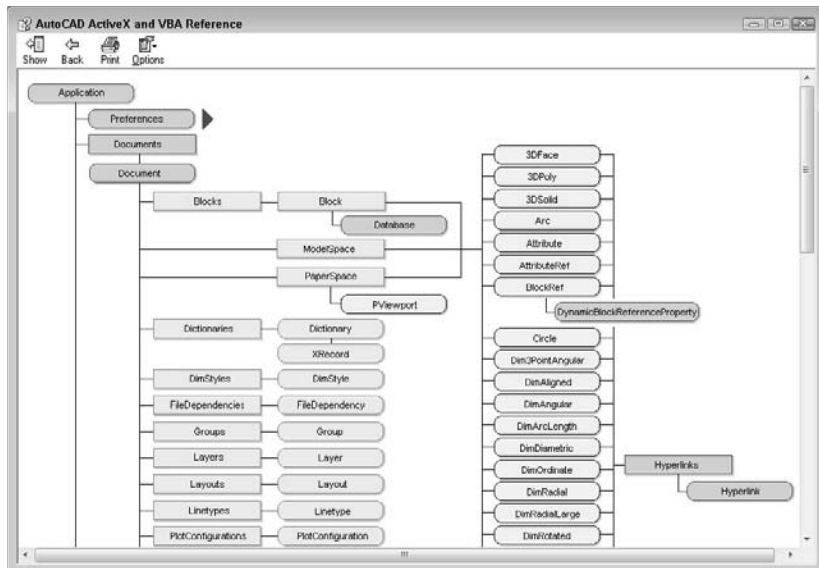 AutoCAD ActiveX and VBA Reference
Show Back Print Options
Application
Preferences
Documents
Document
Blocks
Block
Database
ModelSpace
PaperSpace
PViewport
Dictionaries
Dictionary
XRecord
DimStyles
DimStyle
FileDependencies
FileDependency
Groups
Group
Layers
Layer
Layouts
Layout
Linetypes
Linetype
PlotConfigurations
PlotConfiguration
3DFace
3DPoly
3DSolid
Arc
Attribute
AttributeRef
BlockRef
DynamicBlockReferenceProperty
Circle
Dim3PointAngular
DimAligned
DimAngular
DimArcLength
DimDiametric
DimOrdinate
DimRadial
DimRadialLarge
DimRotated
Hyperlinks
Hyperlink